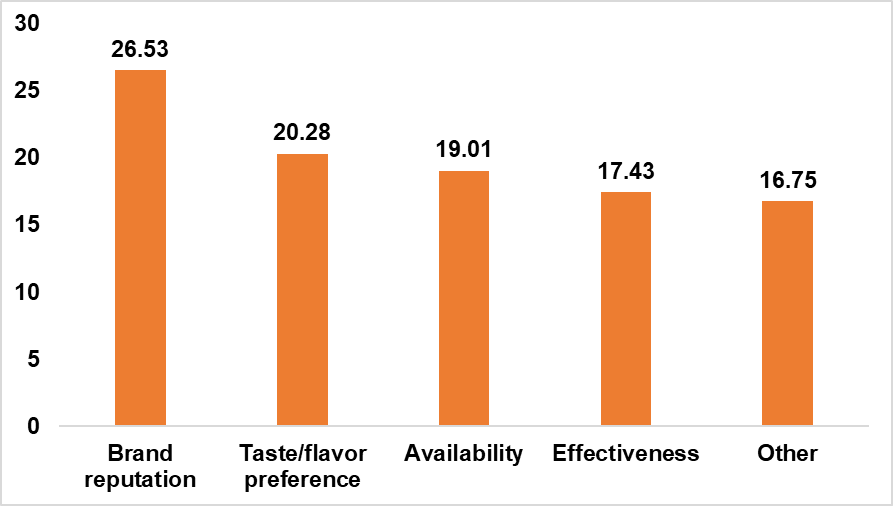 30
25
20
15
10
5
0
26.53
20.28
19.01
17.43
16.75
Brand
reputation
Taste/flavor
preference
Availability
Effectiveness
Other